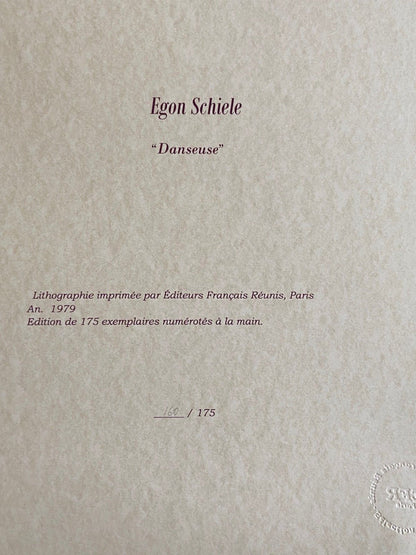 Egon Schiele
“Danseuse”
Lithographie imprimée par Éditeurs Français Réunis, Paris
An. 1979
Edition de 175 exemplaires numérotés à la main.
160 / 175